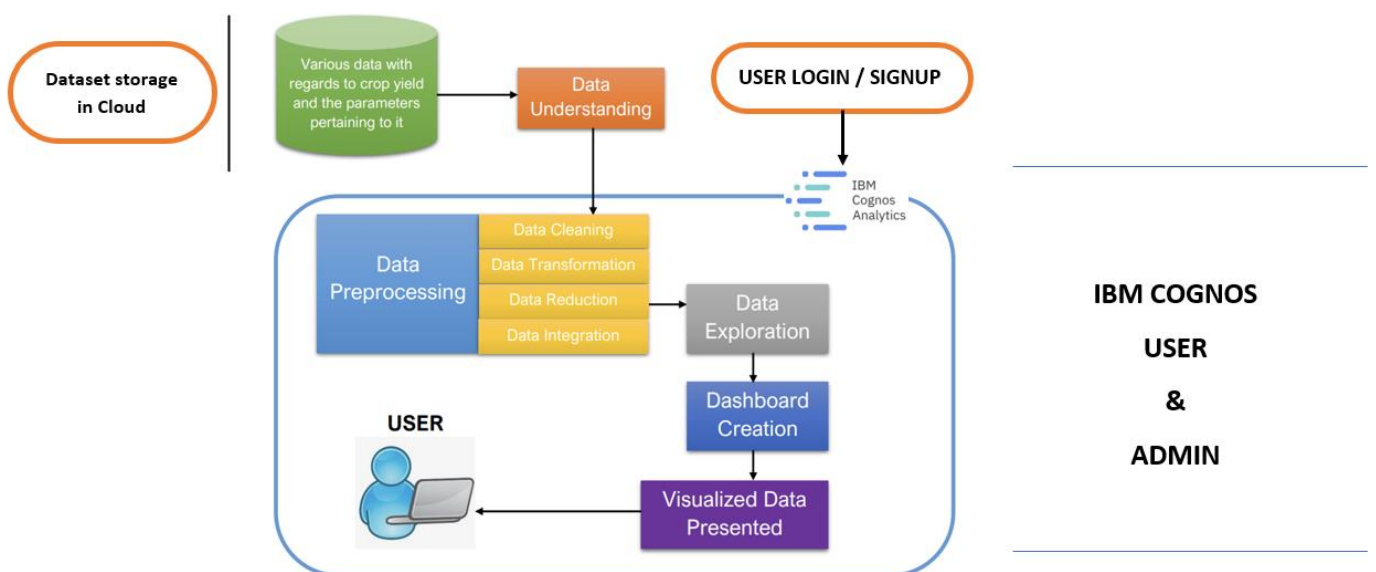 Dataset storage
in Cloud
Various data with
regards to crop yield
and the parameters
pertaining to it
Data
Understanding
USER LOGIN / SIGNUP
IBM
Cognos
Analytics
Data
Preprocessing
Data Cleaning
Data Transformation
Data Reduction
Data Integration
Data
Exploration
Dashboard
Creation
USER
Visualized Data
Presented
IBM COGNOS
USER
&
ADMIN